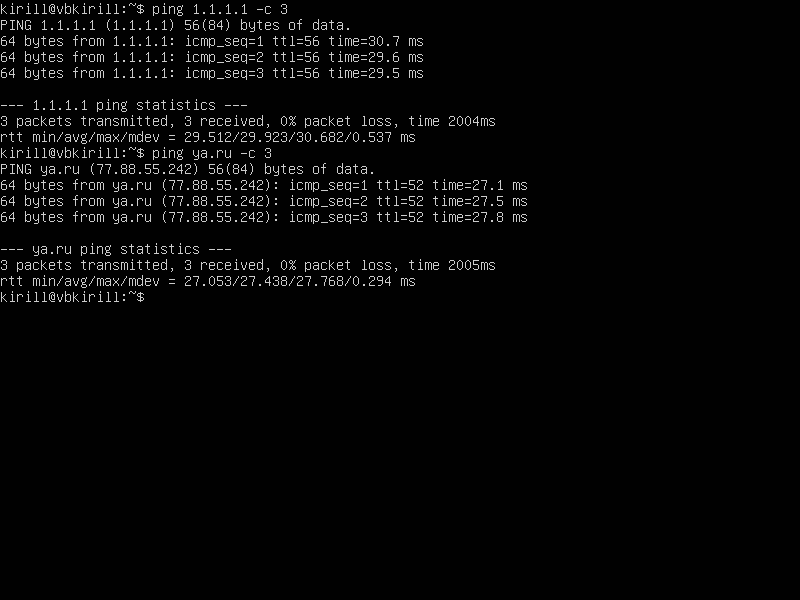 kirill@vbkirill:~$ ping 1.1.1.1 -c 3
PING 1.1.1.1 (1.1.1.1) 56(84) bytes of data.
64 bytes from 1.1.1.1: icmp_seq=1 ttl=56 time=30.7 ms
64 bytes from 1.1.1.1: icmp_seq=2 ttl=56 time=29.6 ms
64 bytes from 1.1.1.1: icmp_seq=3 ttl=56 time=29.5 ms

--- 1.1.1.1 ping statistics ---
3 packets transmitted, 3 received, 0% packet loss, time 2004ms
rtt min/avg/max/mdev = 29.512/29.923/30.682/0.537 ms
kirill@vbkirill:~$ ping ya.ru -c 3
PING ya.ru (77.88.55.242) 56(84) bytes of data.
64 bytes from ya.ru (77.88.55.242): icmp_seq=1 ttl=52 time=27.1 ms
64 bytes from ya.ru (77.88.55.242): icmp_seq=2 ttl=52 time=27.5 ms
64 bytes from ya.ru (77.88.55.242): icmp_seq=3 ttl=52 time=27.8 ms

--- ya.ru ping statistics ---
3 packets transmitted, 3 received, 0% packet loss, time 2005ms
rtt min/avg/max/mdev = 27.053/27.438/27.768/0.294 ms
kirill@vbkirill:~$